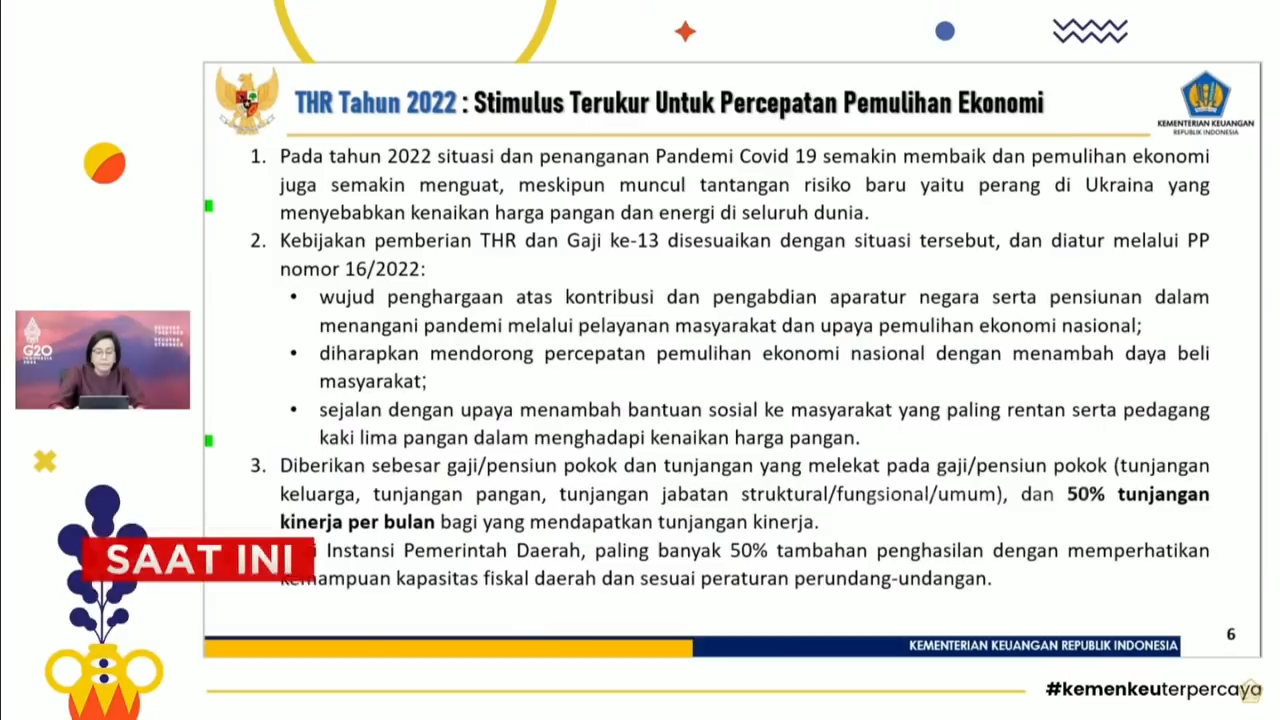 THR Tahun 2022 : Stimulus Terukur Untuk Percepatan Pemulihan Ekonomi
KEMENTERIAN KEUANGAN
REPUBLIK INDONESIA
1. Pada tahun 2022 situasi dan penanganan Pandemi Covid 19 semakin membaik dan pemulihan ekonomi
juga semakin menguat, meskipun muncul tantangan risiko baru yaitu perang di Ukraina yang
menyebabkan kenaikan harga pangan dan energi di seluruh dunia.
2. Kebijakan pemberian THR dan Gaji ke-13 disesuaikan dengan situasi tersebut, dan diatur melalui PP
nomor 16/2022:
• wujud penghargaan atas kontribusi dan pengabdian aparatur negara serta pensiunan dalam
menangani pandemi melalui pelayanan masyarakat dan upaya pemulihan ekonomi nasional;
• diharapkan mendorong percepatan pemulihan ekonomi nasional dengan menambah daya beli
masyarakat;
• sejalan dengan upaya menambah bantuan sosial ke masyarakat yang paling rentan serta pedagang
kaki lima pangan dalam menghadapi kenaikan harga pangan.
3. Diberikan sebesar gaji/pensiun pokok dan tunjangan yang melekat pada gaji/pensiun pokok (tunjangan
keluarga, tunjangan pangan, tunjangan jabatan struktural/fungsional/umum), dan 50% tunjangan
kinerja per bulan bagi yang mendapatkan tunjangan kinerja.
Instansi Pemerintah Daerah, paling banyak 50% tambahan penghasilan dengan memperhatikan
kapasitas fiskal daerah dan sesuai peraturan perundang-undangan.
G20
SAAT INI
KEMENTERIAN KEUANGAN REPUBLIK INDONESIA
6
#kemenkeuterpercaya